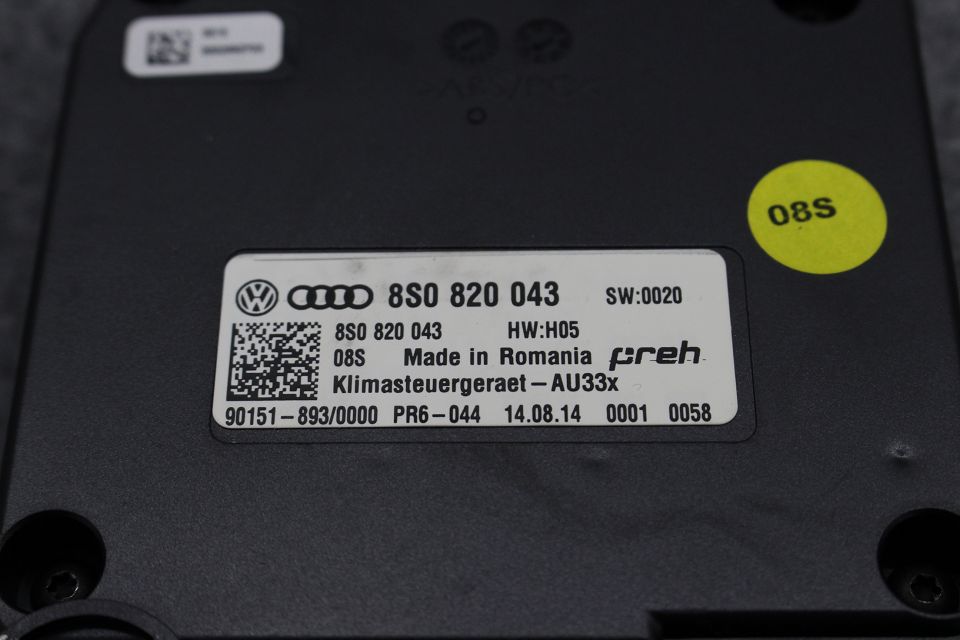 08S
8S0 820 043 SW:0020
8S0 820 043 HW:H05
08S Made in Romania preh
Klimasteuergeraet-AU33x
90151-893/0000 PR6-044 14.08.14 0001 0058